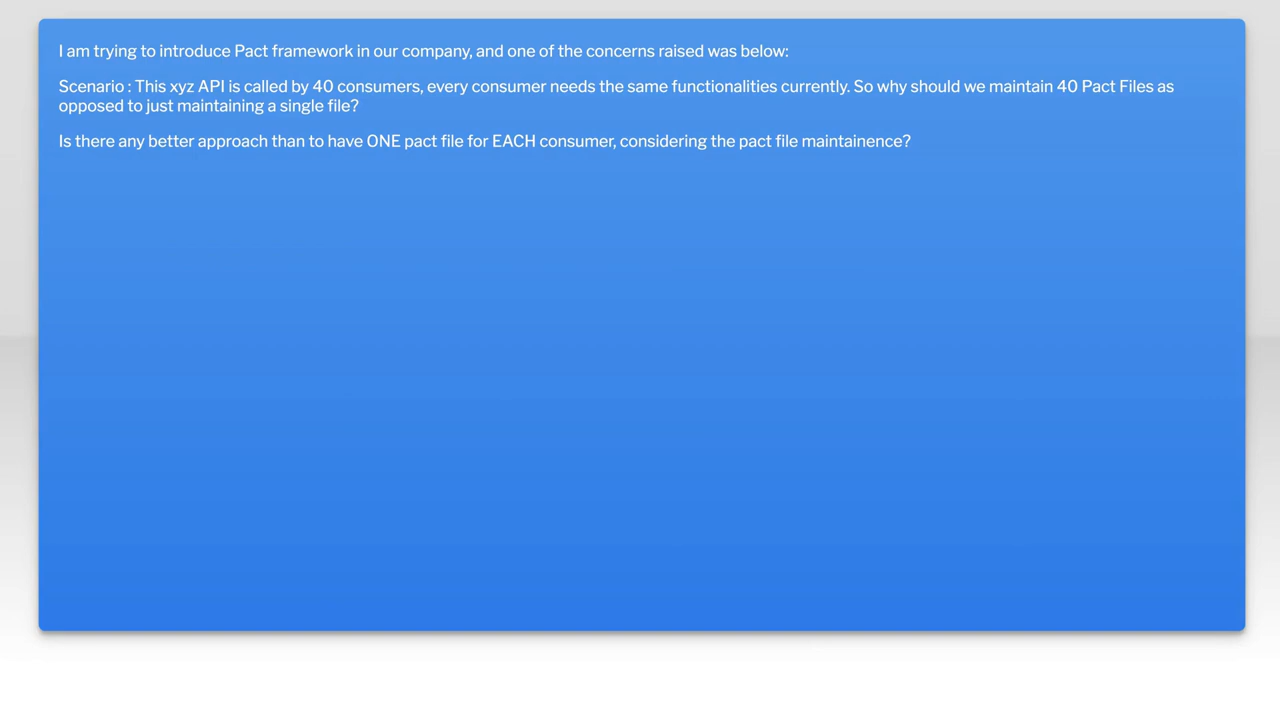 I am trying to introduce Pact framework in our company, and one of the concerns raised was below:
Scenario : This xyz API is called by 40 consumers, every consumer needs the same functionalities currently. So why should we maintain 40 Pact Files as
opposed to just maintaining a single file?
Is there any better approach than to have ONE pact file for EACH consumer, considering the pact file maintainence?